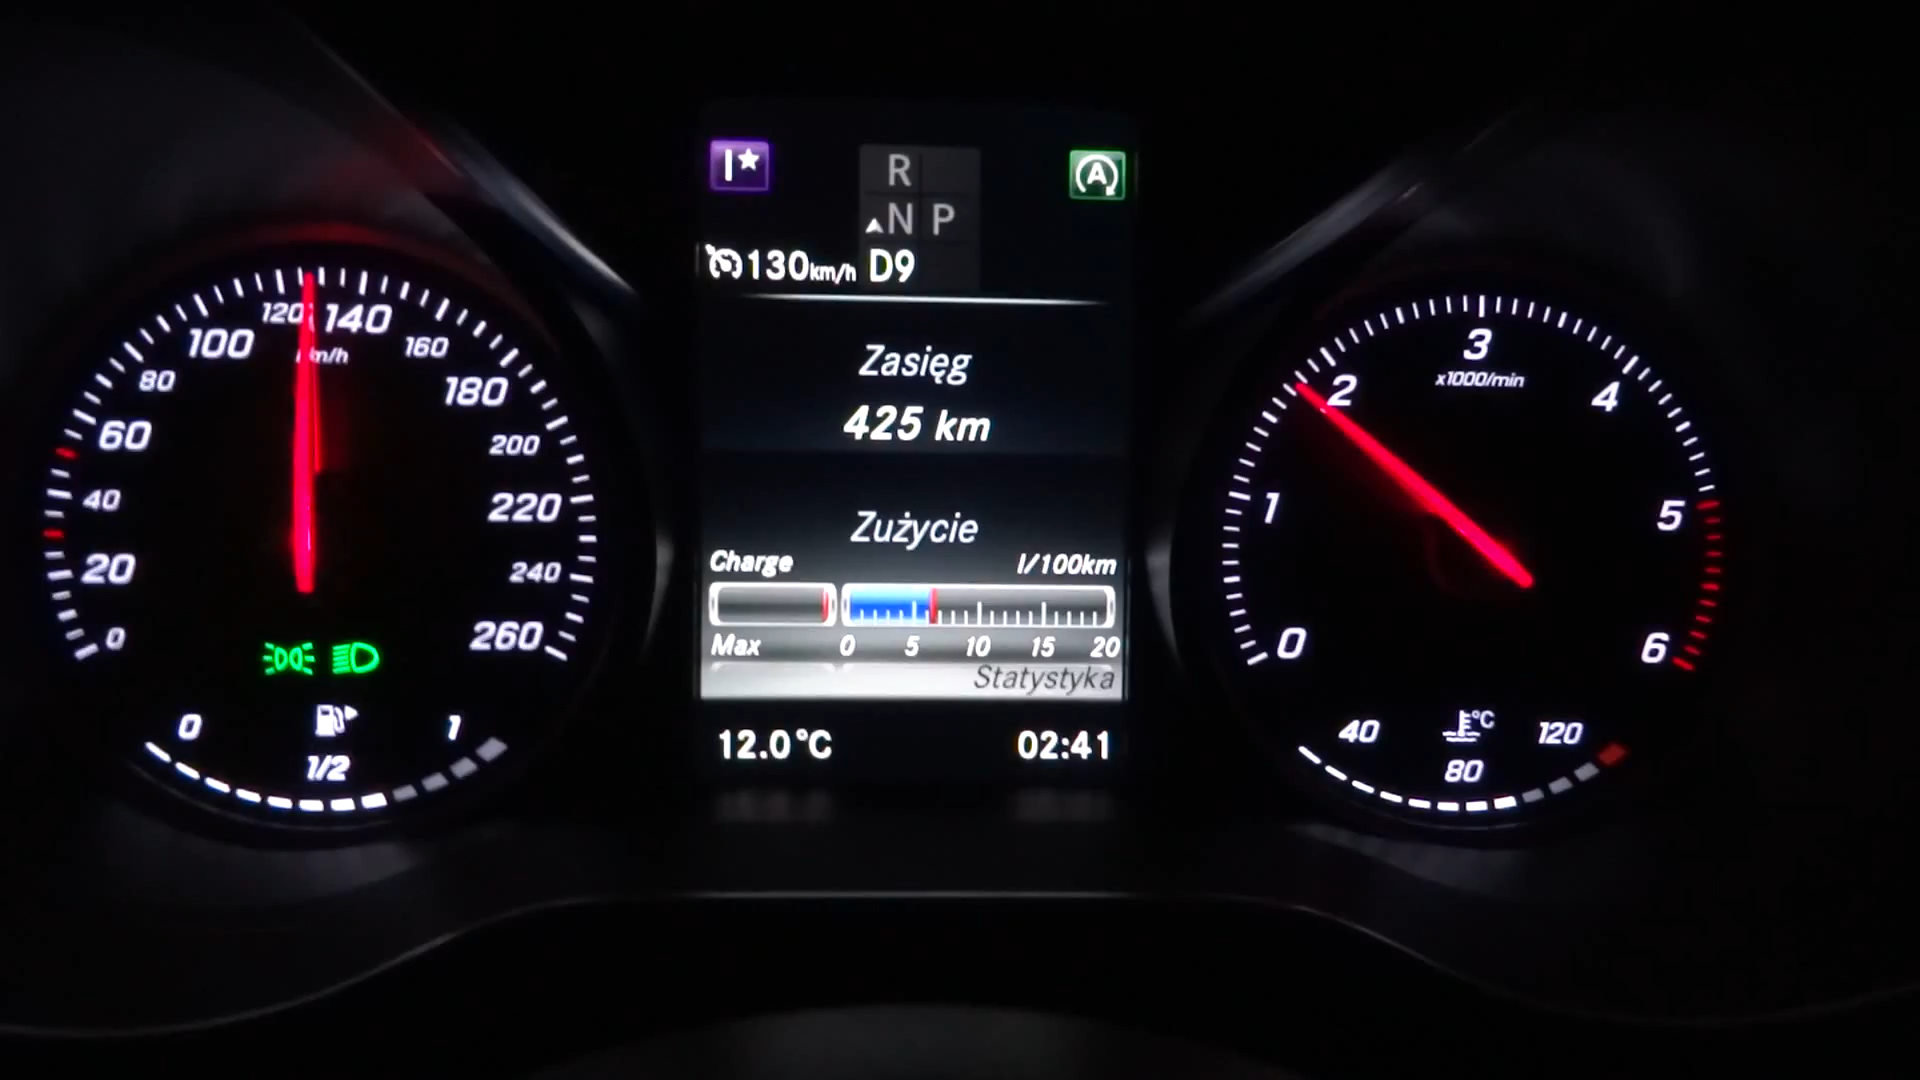 R
N P
130km/h D9
Zasięg
425 km
Zużycie
Charge l/100km
Max 0 5 10 15 20
Statystyka
12.0°C 02:41
0 20 40 60 80 100 120 140 160 180 200 220 240 260
km/h
0 1/2 1
0 1 2 3 4 5 6
x1000/min
°C
40 80 120
A